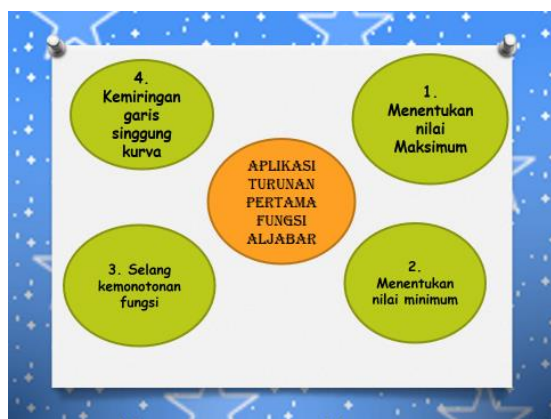 4.
Kemiringan
garis
singgung
kurva
1.
Menentukan
nilai
Maksimum
APLIKASI
TURUNAN
PERTAMA
FUNGSI
ALJABAR
3. Selang
kemonotonan
fungsi
2.
Menentukan
nilai minimum